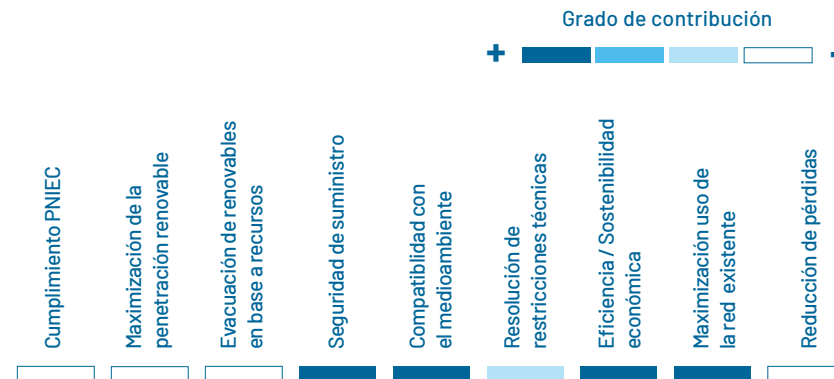 Grado de contribución
+ -
Cumplimiento PNIEC
Maximización de la
penetración renovable
Evacuación de renovables
en base a recursos
Seguridad de suministro
Compatiblidad con
el medioambiente
Resolución de
restricciones técnicas
Eficiencia / Sostenibilidad
económica
Maximización uso de
la red existente
Reducción de pérdidas